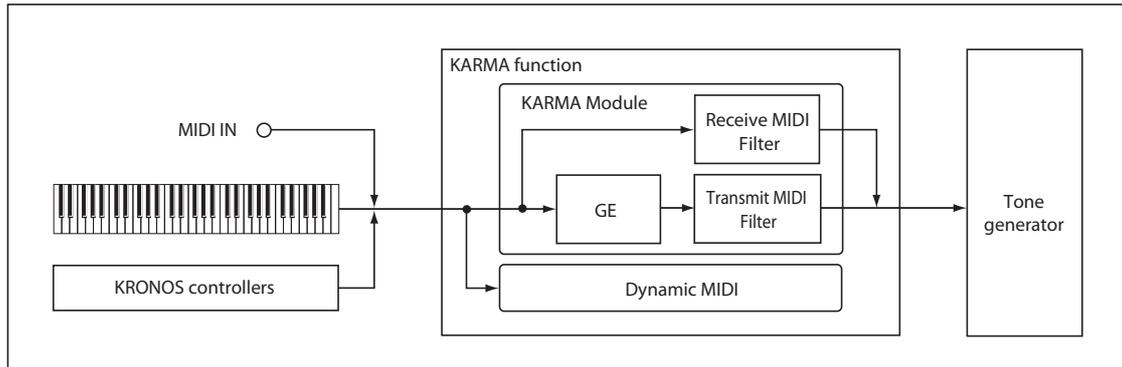 KARMA function
KARMA Module
MIDI IN
Receive MIDI
Filter
GE
Transmit MIDI
Filter
Tone
generator
KRONOS controllers
Dynamic MIDI